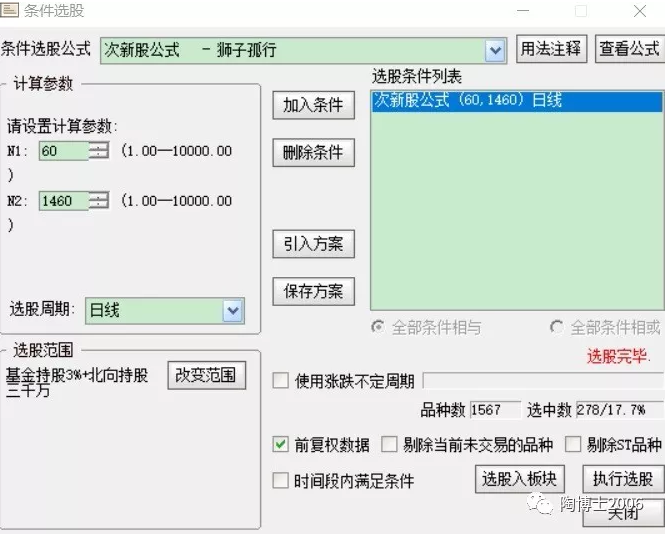 条件选股
条件选股公式 次新股公式 - 狮子孤行 用法注释 查看公式
计算参数
请设置计算参数:
N1: 60 (1.00—10000.00
)
N2: 1460 (1.00—10000.00
)
选股周期: 日线
加入条件
删除条件
引入方案
保存方案
选股条件列表
次新股公式 (60,1460) 日线
全部条件相与 全部条件相或
选股完毕.
选股范围
基金持股3%+北向持股
三千万
改变范围
使用涨跌不定周期
品种数 1567 选中数 278/17.7%
前复权数据 剔除当前未交易的品种 剔除ST品种
时间段内满足条件 选股入板块 执行选股
陶博士2006
关闭